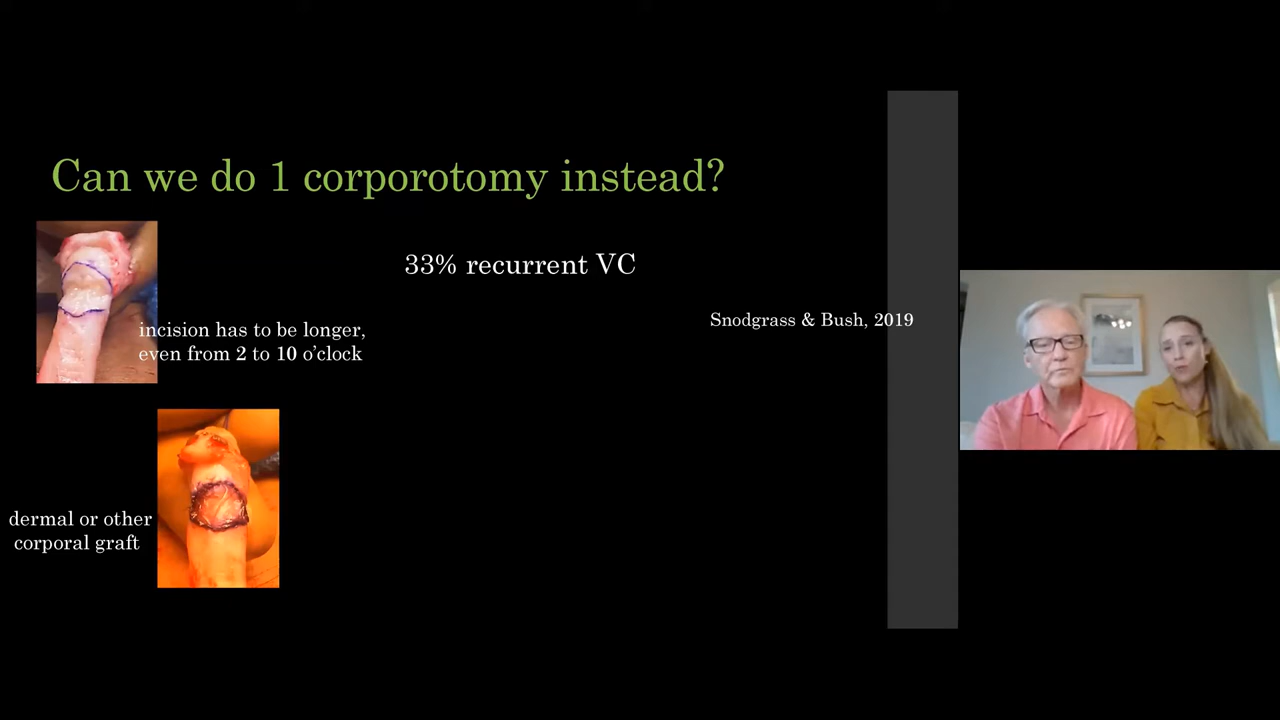 Can we do 1 corporotomy instead?
33% recurrent VC
Snodgrass & Bush, 2019
incision has to be longer,
even from 2 to 10 o'clock
dermal or other
corporal graft